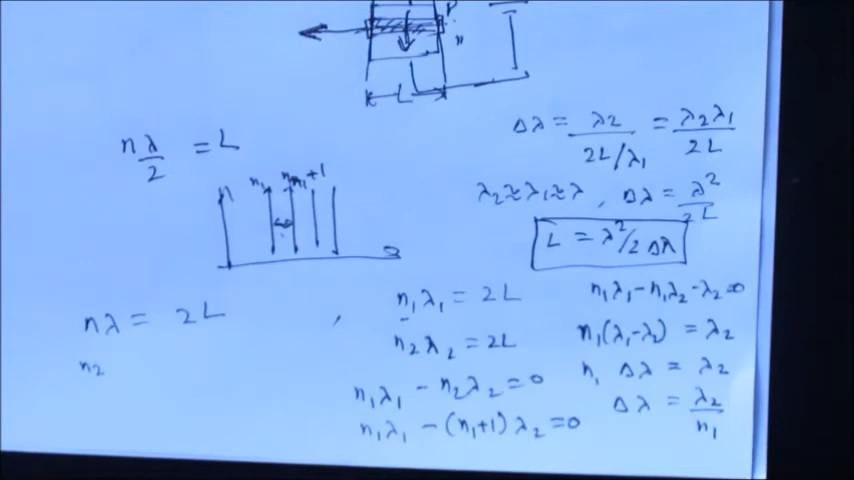 P
n
L
nλ/2 = L
Δλ = λ2/(2L/λ1) = λ2λ1/2L
λ2 ≈ λ1 ≈ λ , Δλ = λ²/2L
L = λ²/2Δλ
n1 n1+1
nλ = 2L ,
n2
n1λ1 = 2L
n2λ2 = 2L
n1λ1 - n2λ2 = 0
n1λ1 - (n1+1)λ2 = 0
n1λ1 - n1λ2 - λ2 = 0
n1(λ1-λ2) = λ2
n1 Δλ = λ2
Δλ = λ2/n1